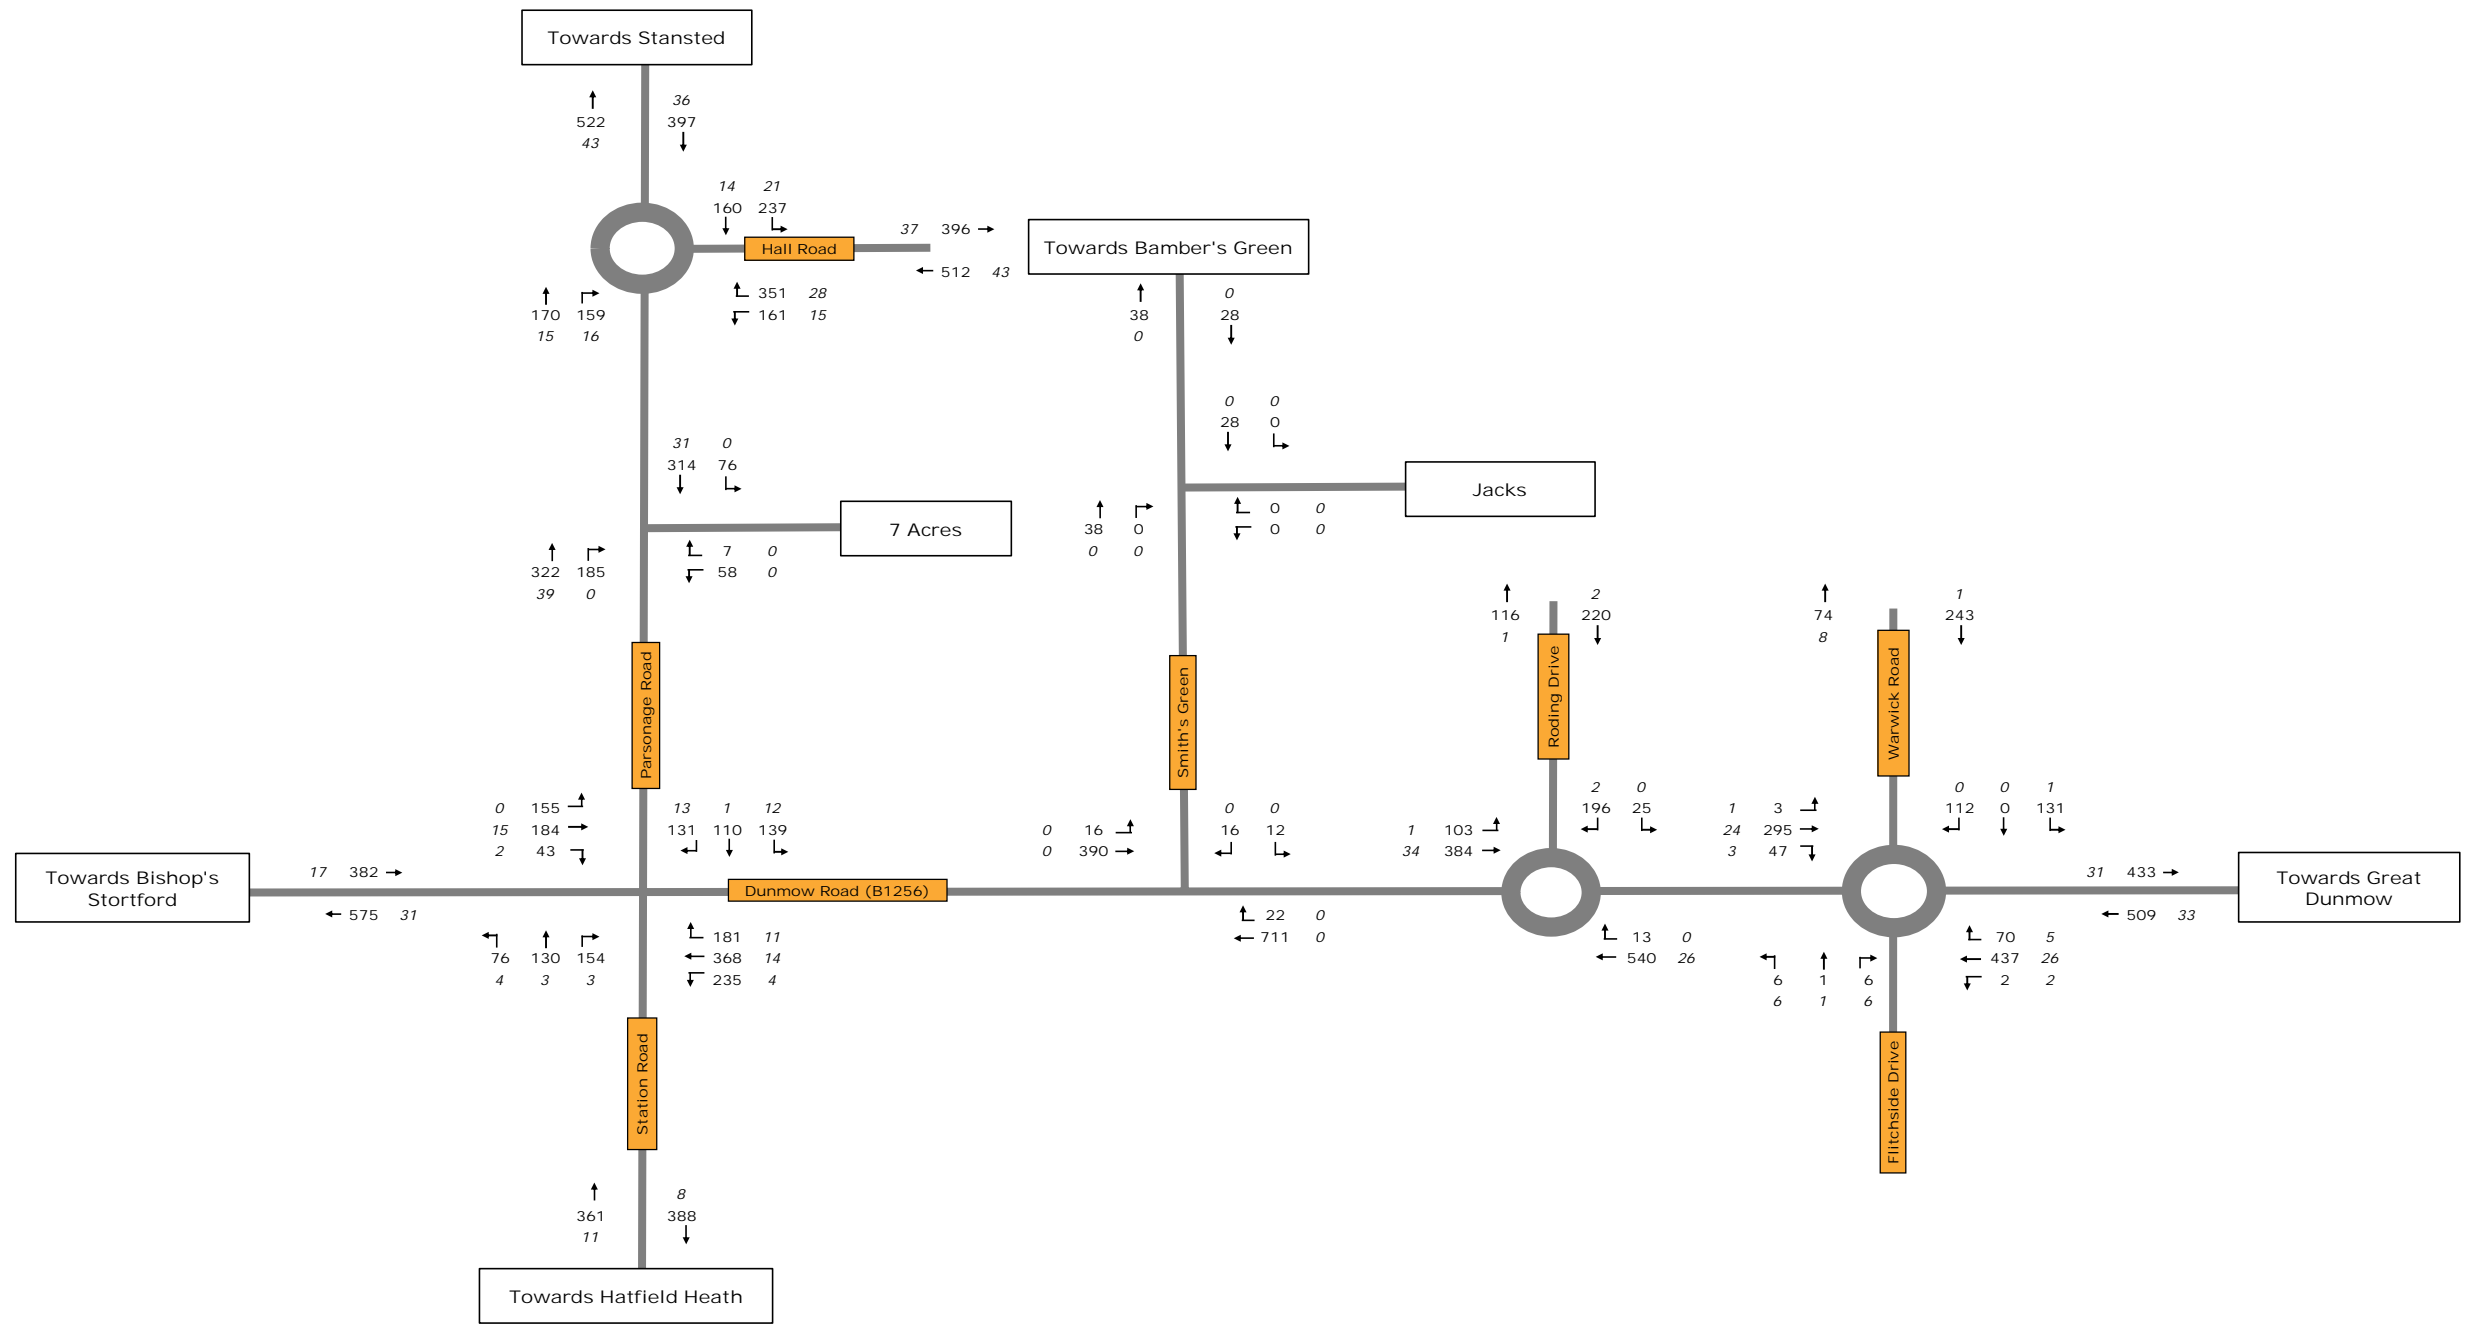 Towards Stansted
36
522 397
43
14 21
160 237
37 396
Hall Road
512 43
351 28
170 159 161 15
15 16
Towards Bamber's Green
0
38 28
0
0 0
28 0
31 0
314 76
Jacks
7 Acres
0 0
38 0 0 0
0 0
7 0
322 185 58 0
39 0
2
116 220
1
1
74 243
8
Parsonage Road
Smith's Green
Roding Drive
Warwick Road
0 155
15 184
2 43
13 1 12
131 110 139
0 16
0 390
0 0
16 12
1 103
34 384
2 0
196 25
1 3
24 295
3 47
0 0 1
112 0 131
Towards Bishop's
Stortford
17 382
575 31
Dunmow Road (B1256)
31 433
509 33
Towards Great
Dunmow
76 130 154
4 3 3
181 11
368 14
235 4
22 0
711 0
13 0
540 26
6 1 6
6 1 6
70 5
437 26
2 2
Station Road
Flitchside Drive
8
361 388
11
Towards Hatfield Heath